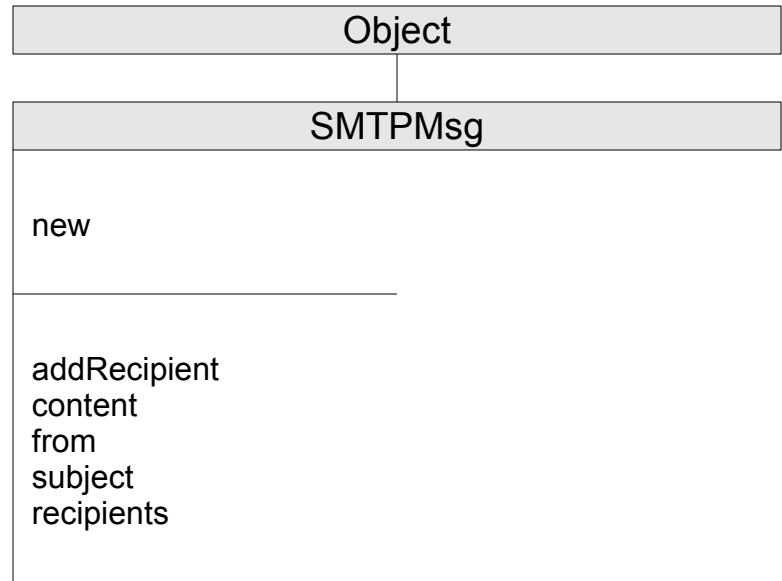 Object
SMTPMsg
new
addRecipient
content
from
subject
recipients